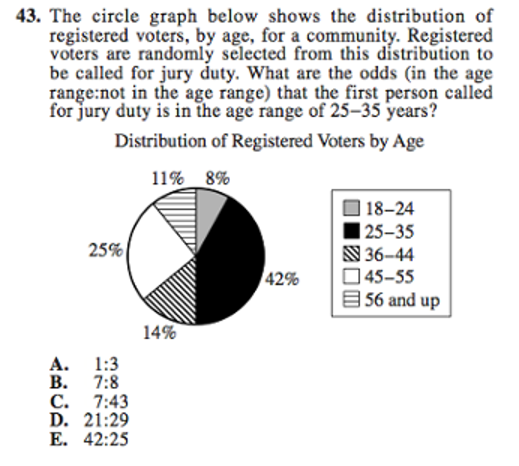 43. The circle graph below shows the distribution of
registered voters, by age, for a community. Registered
voters are randomly selected from this distribution to
be called for jury duty. What are the odds (in the age
range:not in the age range) that the first person called
for jury duty is in the age range of 25–35 years?
Distribution of Registered Voters by Age
11% 8%
25%
42%
14%
18–24
25–35
36–44
45–55
56 and up
A. 1:3
B. 7:8
C. 7:43
D. 21:29
E. 42:25